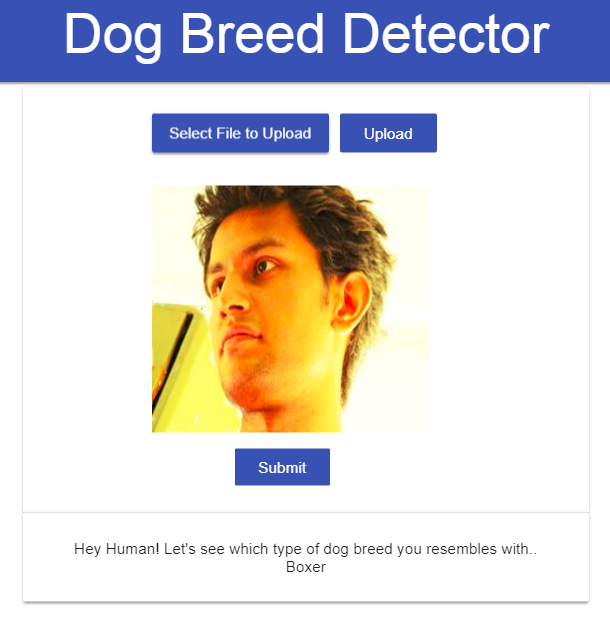 Dog Breed Detector
Select File to Upload
Upload
Submit
Hey Human! Let's see which type of dog breed you resembles with..
Boxer